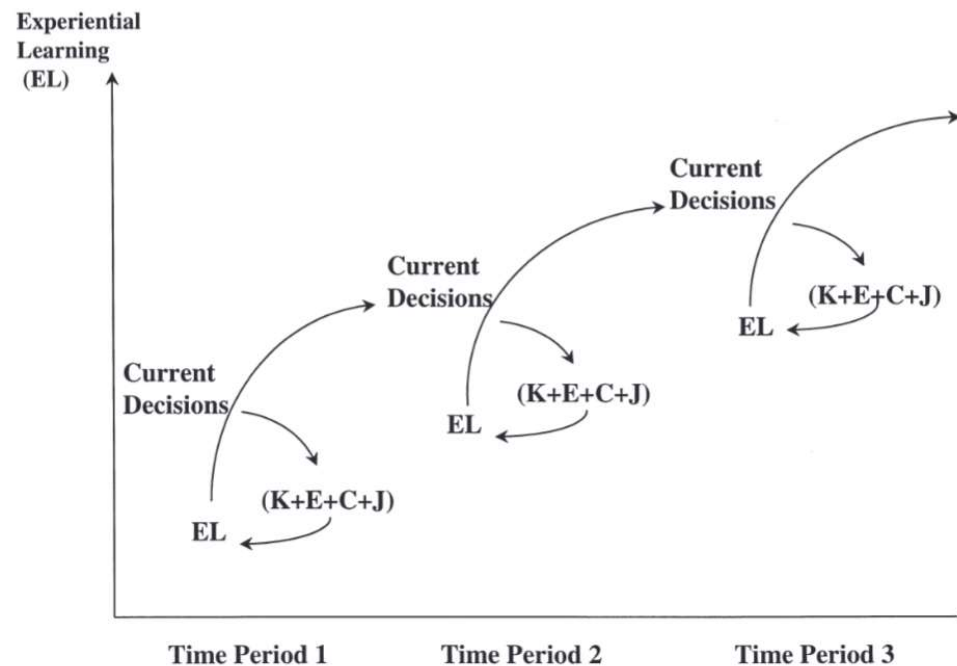 Experiential
Learning
(EL)
Current
Decisions
(K+E+C+J)
EL
Current
Decisions
(K+E+C+J)
EL
Current
Decisions
(K+E+C+J)
EL
Time Period 1
Time Period 2
Time Period 3